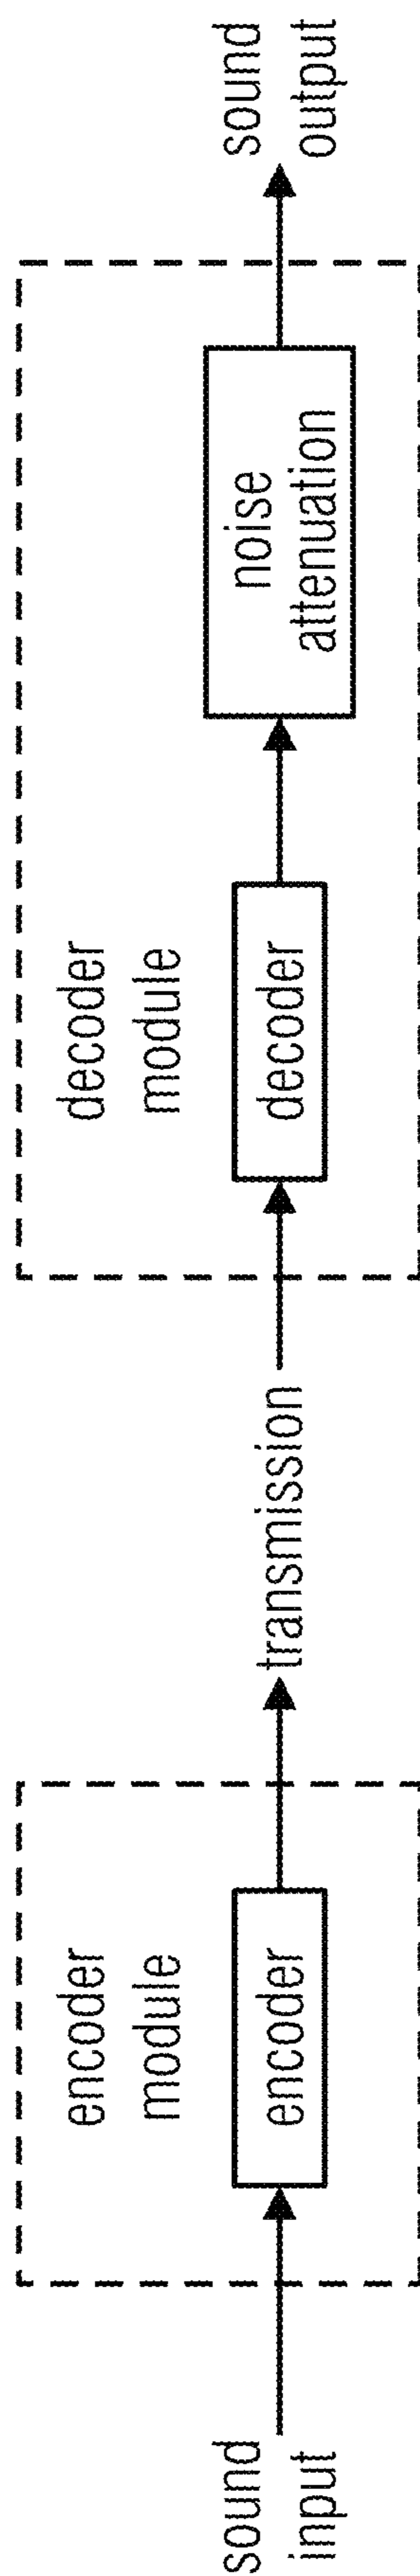 sound
input
encoder
module
encoder
transmission
decoder
module
decoder
noise
attenuation
sound
output